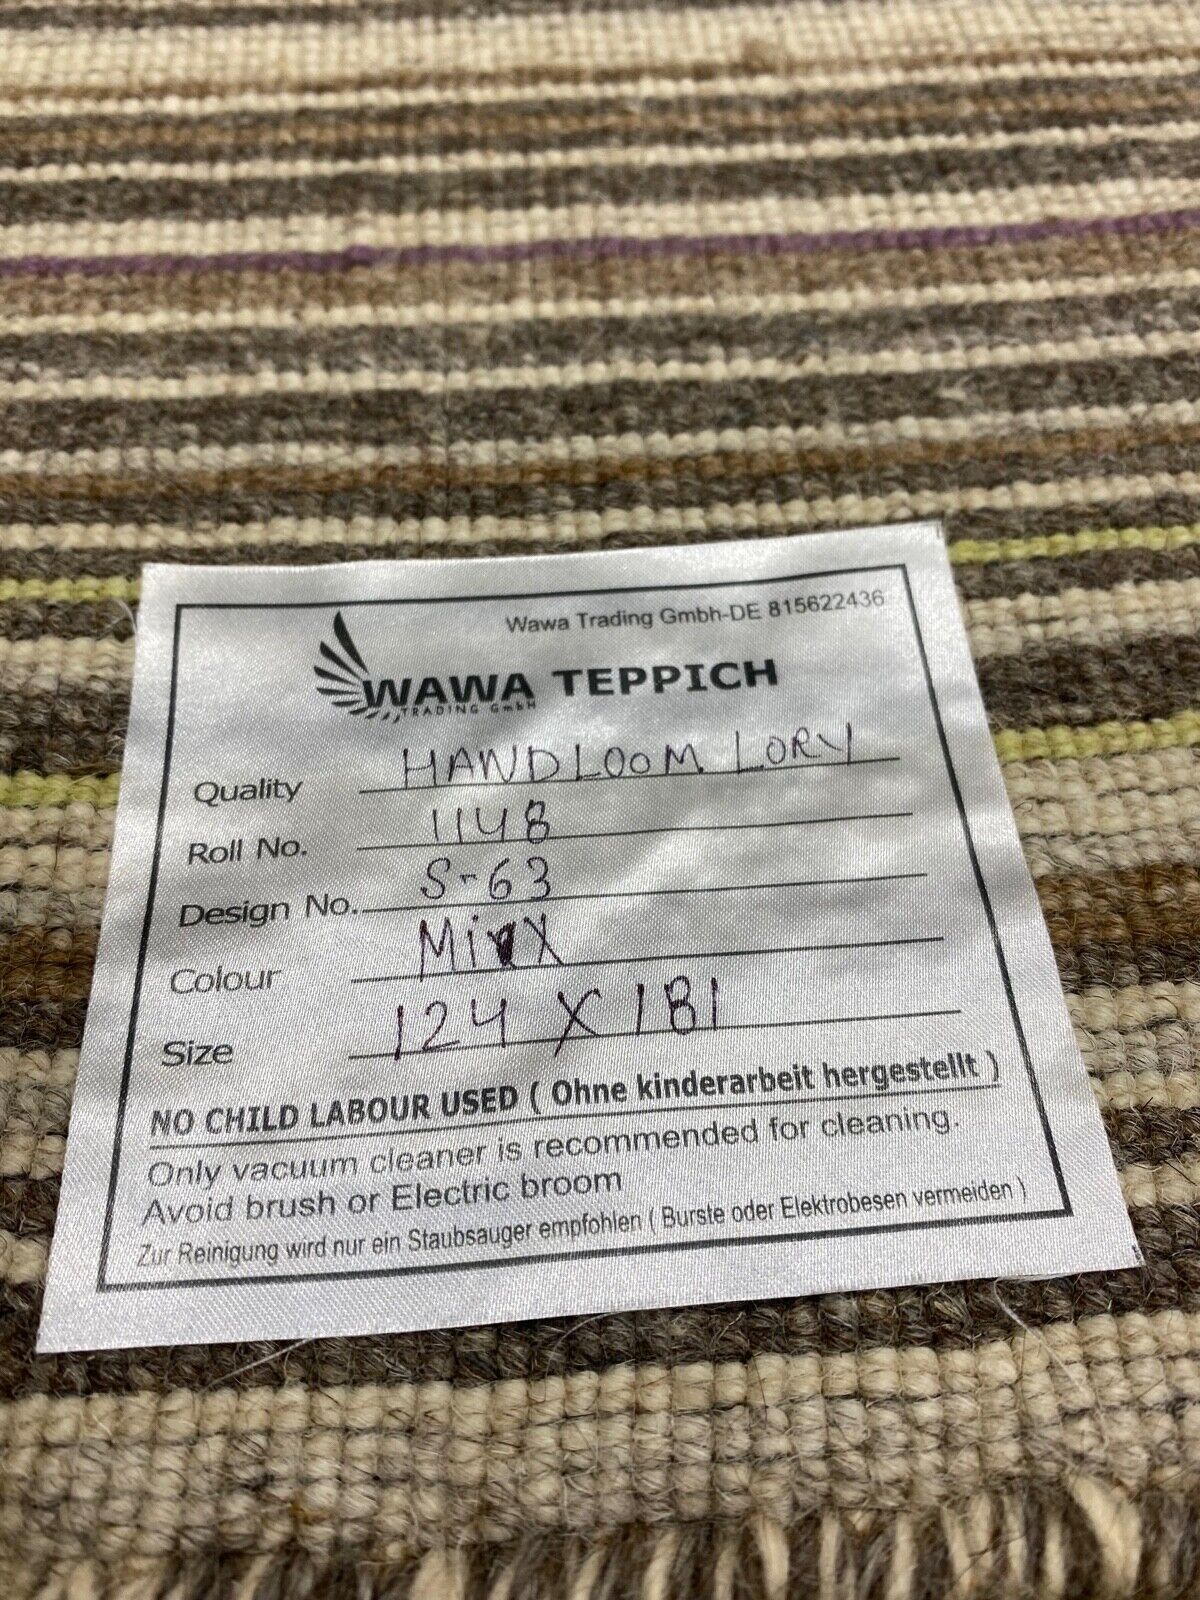 Wawa Trading Gmbh-DE 815622436
WAWA TEPPICH
TRADING GmbH
Quality HANDLOOM LORY
Roll No. 1148
Design No. S-63
Colour Mix
Size 124 X 181
NO CHILD LABOUR USED ( Ohne kinderarbeit hergestellt )
Only vacuum cleaner is recommended for cleaning.
Avoid brush or Electric broom
Zur Reinigung wird nur ein Staubsauger empfohlen ( Burste oder Elektrobesen vermeiden )